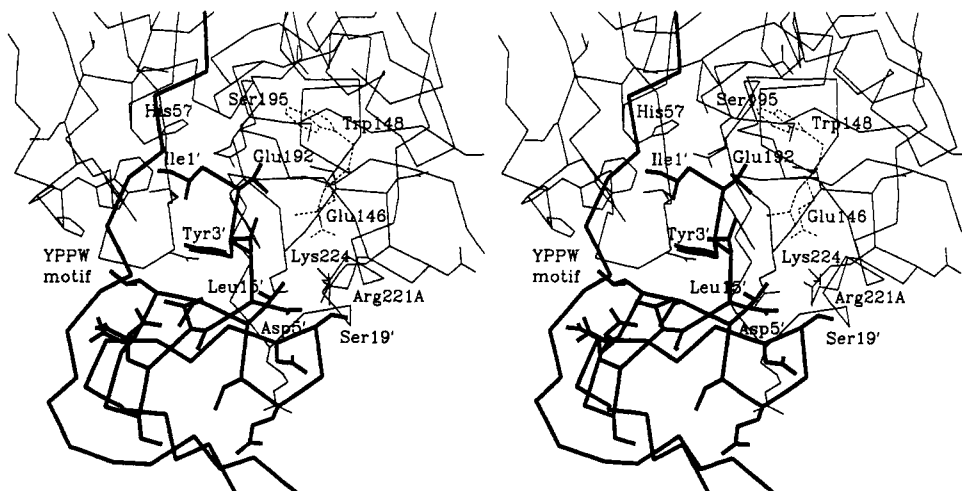 His57
Ser195
Trp148
Ile1'
Glu192
Glu146
Tyr3'
YPPW
motif
Lys224
Leu15'
Arg221A
Asp5'
Ser19'
His57
Ser195
Trp148
Ile1'
Glu192
Glu146
Tyr3'
YPPW
motif
Lys224
Leu15'
Arg221A
Asp5'
Ser19'